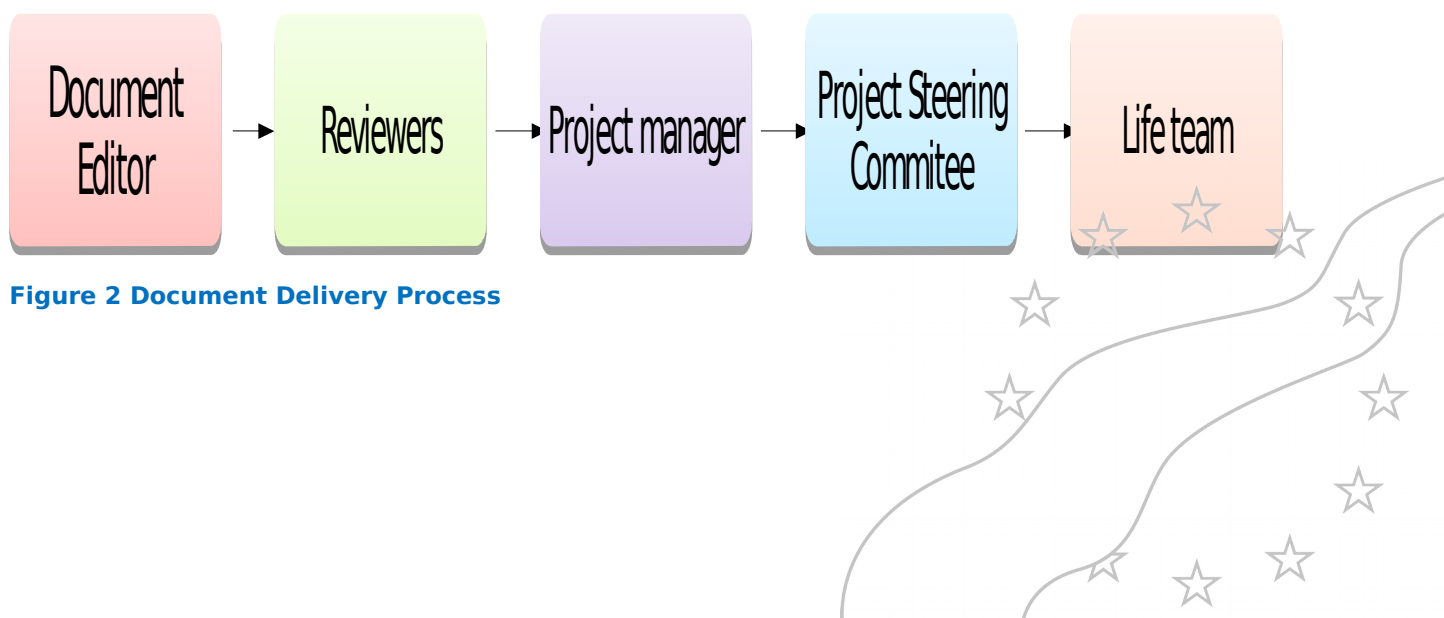 Document
Editor
Reviewers
Project manager
Project Steering
Commitee
Life team
Figure 2 Document Delivery Process